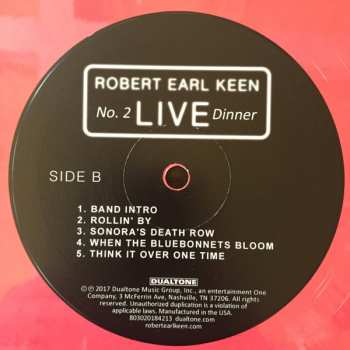 ROBERT EARL KEEN
No. 2 LIVE Dinner
SIDE B
1. BAND INTRO
2. ROLLIN' BY
3. SONORA'S DEATH ROW
4. WHEN THE BLUEBONNETS BLOOM
5. THINK IT OVER ONE TIME
DUALTONE
© ℗ 2017 Dualtone Music Group, Inc., an entertainment One
Company, 3 McFerrin Ave, Nashville, TN 37206. All rights
reserved. Unauthorized duplication is a violation of
applicable laws. Manufactured in the USA.
803020184213 dualtone.com
robertearlkeen.com